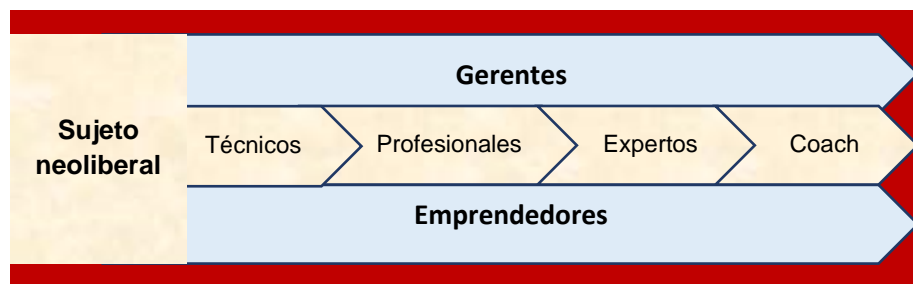 Gerentes
Sujeto
neoliberal
Técnicos
Profesionales
Expertos
Coach
Emprendedores